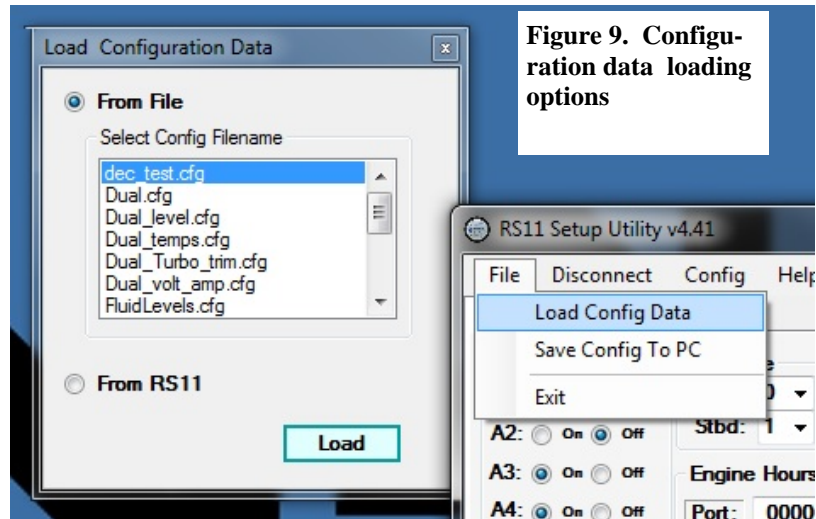 Load Configuration Data
From File
Select Config Filename
dec_test.cfg
Dual.cfg
Dual_level.cfg
Dual_temps.cfg
Dual_Turbo_trim.cfg
Dual_volt_amp.cfg
FluidLevels.cfg
From RS11
Load
Figure 9. Configu-
ration data loading
options
RS11 Setup Utility v4.41
File Disconnect Config Help
Load Config Data
Save Config To PC
Exit
A2: On Off
Stbd: 1
A3: On Off
Engine Hours
A4: On Off
Port: 0000